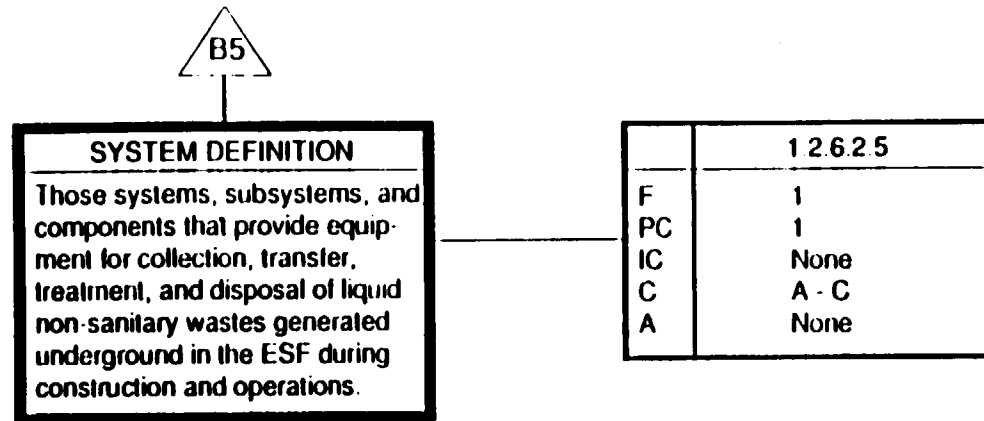 B5
SYSTEM DEFINITION
Those systems, subsystems, and
components that provide equip-
ment for collection, transfer,
treatment, and disposal of liquid
non-sanitary wastes generated
underground in the ESF during
construction and operations.
1.2.6.2.5
F 1
PC 1
IC None
C A - C
A None